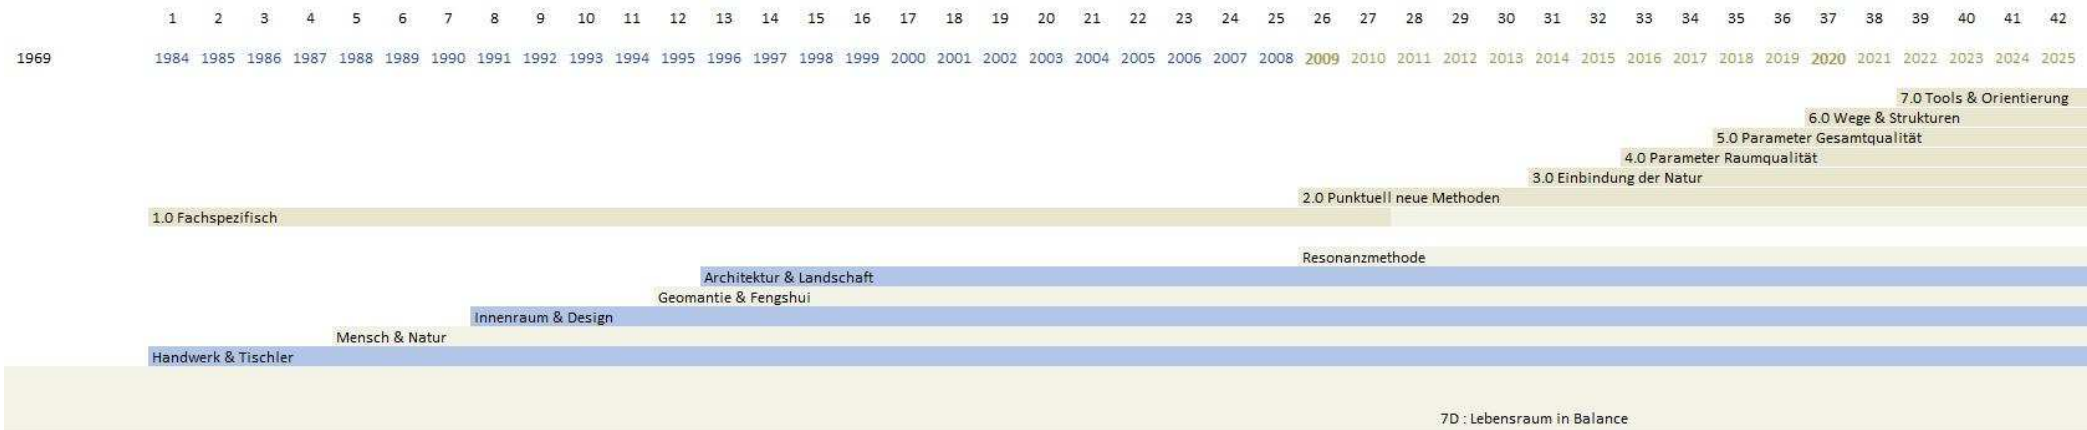 1 2 3 4 5 6 7 8 9 10 11 12 13 14 15 16 17 18 19 20 21 22 23 24 25 26 27 28 29 30 31 32 33 34 35 36 37 38 39 40 41 42
1969 1984 1985 1986 1987 1988 1989 1990 1991 1992 1993 1994 1995 1996 1997 1998 1999 2000 2001 2002 2003 2004 2005 2006 2007 2008 2009 2010 2011 2012 2013 2014 2015 2016 2017 2018 2019 2020 2021 2022 2023 2024 2025
7.0 Tools & Orientierung
6.0 Wege & Strukturen
5.0 Parameter Gesamtqualität
4.0 Parameter Raumqualität
3.0 Einbindung der Natur
2.0 Punktuell neue Methoden
1.0 Fachspezifisch
Resonanzmethode
Architektur & Landschaft
Geomantie & Fengshui
Innenraum & Design
Mensch & Natur
Handwerk & Tischler
7D : Lebensraum in Balance